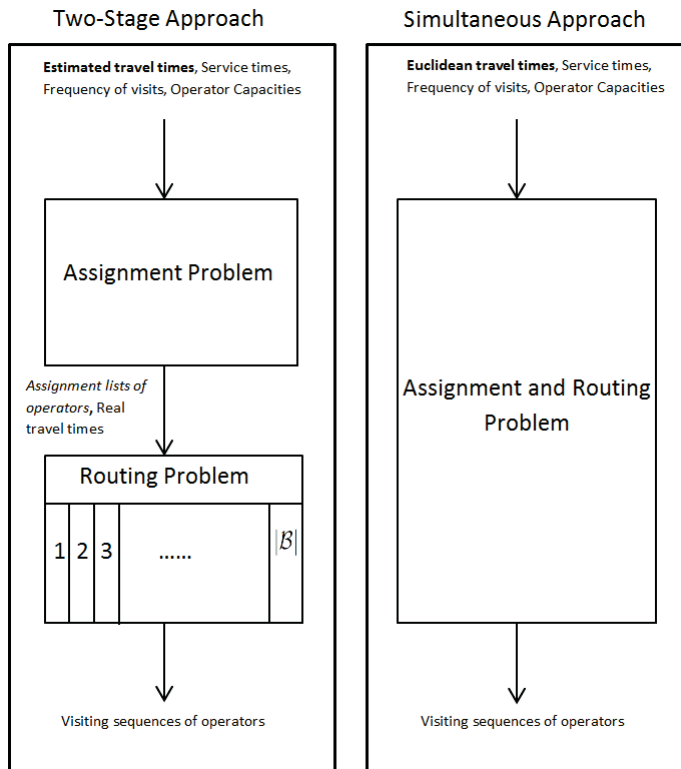 Two-Stage Approach
Estimated travel times, Service times,
Frequency of visits, Operator Capacities
Assignment Problem
Assignment lists of
operators, Real
travel times
Routing Problem
1 2 3 ...... |ℬ|
Visiting sequences of operators
Simultaneous Approach
Euclidean travel times, Service times,
Frequency of visits, Operator Capacities
Assignment and Routing
Problem
Visiting sequences of operators